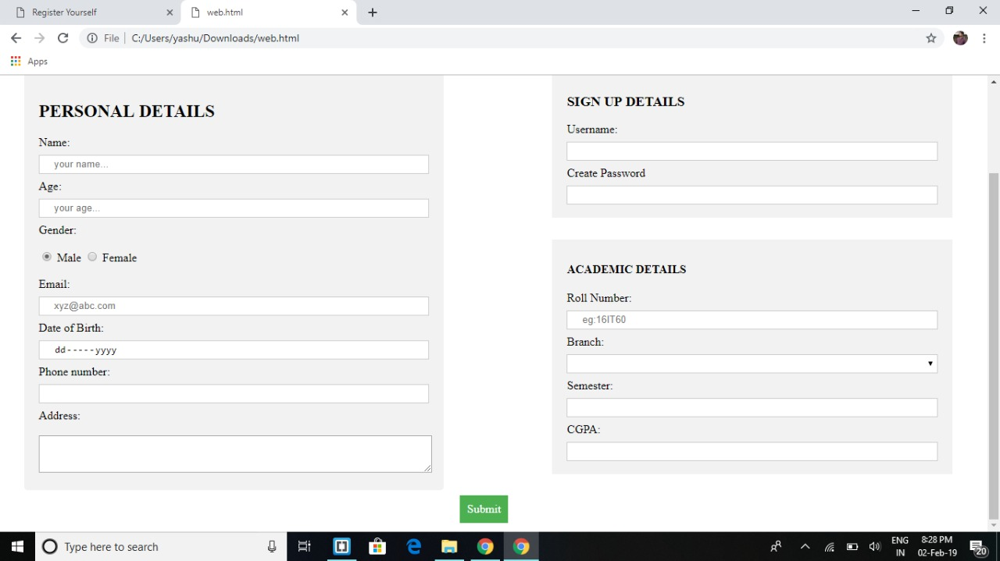 Register Yourself
web.html
File
C:/Users/yashu/Downloads/web.html
Apps
PERSONAL DETAILS
Name:
your name...
Age:
your age...
Gender:
Male Female
Email:
xyz@abc.com
Date of Birth:
dd-----yyyy
Phone number:
Address:
SIGN UP DETAILS
Username:
Create Password
ACADEMIC DETAILS
Roll Number:
eg:16IT60
Branch:
Semester:
CGPA:
Submit
Type here to search
ENG
IN
8:28 PM
02-Feb-19
20